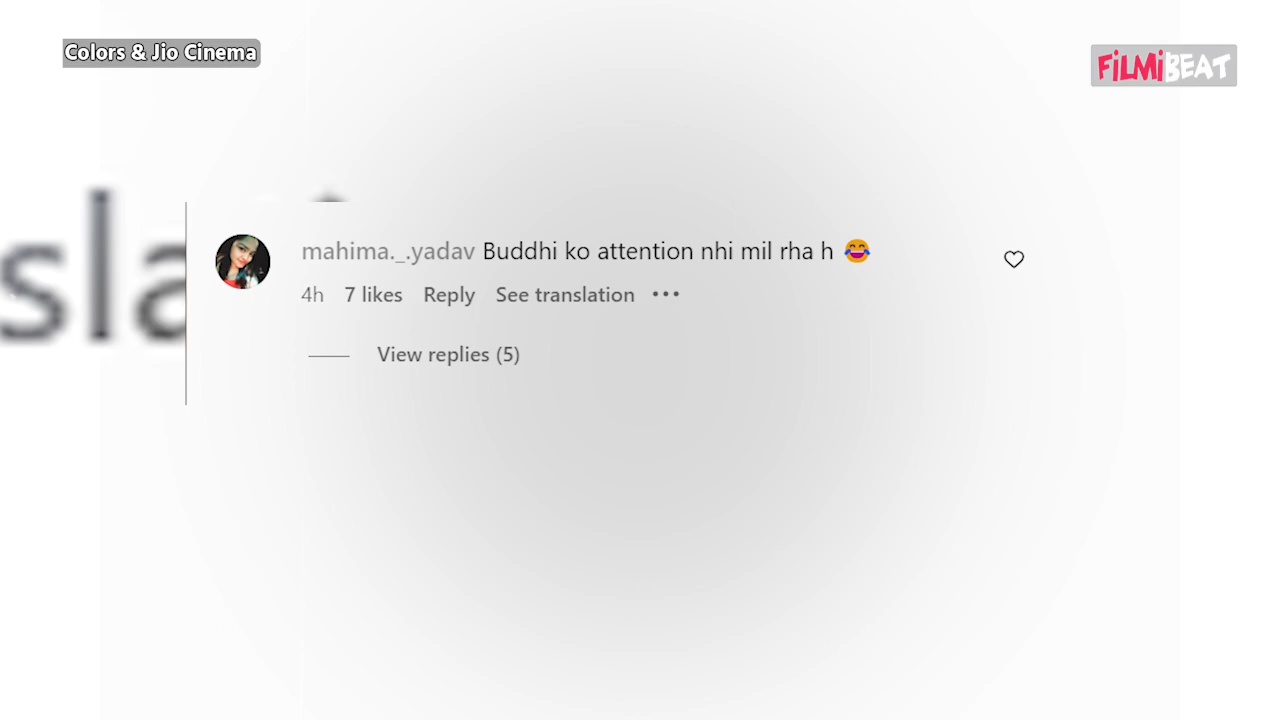 Colors & Jio Cinema
FiLMiBEAT
sla
mahima._.yadav Buddhi ko attention nhi mil rha h 😂
4h 7 likes Reply See translation •••
View replies (5)